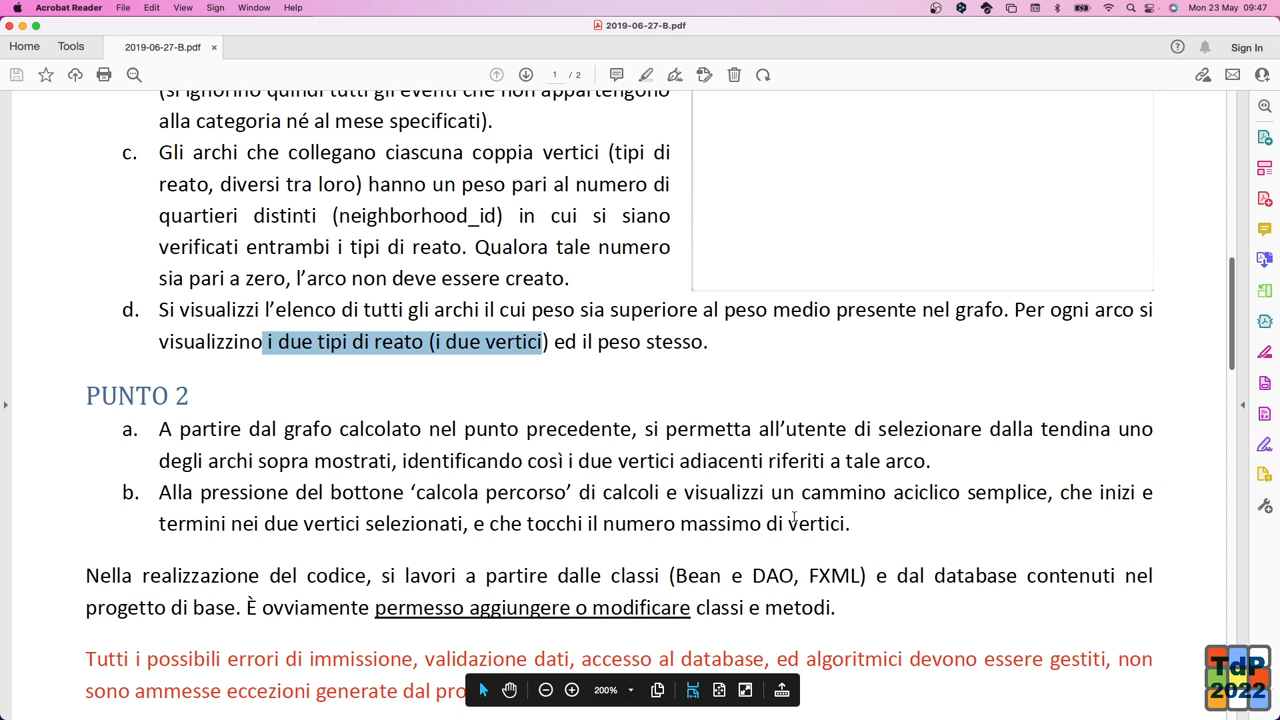 Acrobat Reader File Edit View Sign Window Help Mon 23 May 09:47
2019-06-27-B.pdf
Home Tools 2019-06-27-B.pdf × Sign In
1 / 2
(si ignorino quindi tutti gli eventi che non appartengono
alla categoria né al mese specificati).
c. Gli archi che collegano ciascuna coppia vertici (tipi di
reato, diversi tra loro) hanno un peso pari al numero di
quartieri distinti (neighborhood_id) in cui si siano
verificati entrambi i tipi di reato. Qualora tale numero
sia pari a zero, l’arco non deve essere creato.
d. Si visualizzi l’elenco di tutti gli archi il cui peso sia superiore al peso medio presente nel grafo. Per ogni arco si
visualizzino i due tipi di reato (i due vertici) ed il peso stesso.
PUNTO 2
a. A partire dal grafo calcolato nel punto precedente, si permetta all’utente di selezionare dalla tendina uno
degli archi sopra mostrati, identificando così i due vertici adiacenti riferiti a tale arco.
b. Alla pressione del bottone ‘calcola percorso’ di calcoli e visualizzi un cammino aciclico semplice, che inizi e
termini nei due vertici selezionati, e che tocchi il numero massimo di vertici.
Nella realizzazione del codice, si lavori a partire dalle classi (Bean e DAO, FXML) e dal database contenuti nel
progetto di base. È ovviamente permesso aggiungere o modificare classi e metodi.
Tutti i possibili errori di immissione, validazione dati, accesso al database, ed algoritmici devono essere gestiti, non
sono ammesse eccezioni generate dal pro
200%
TdP
2022